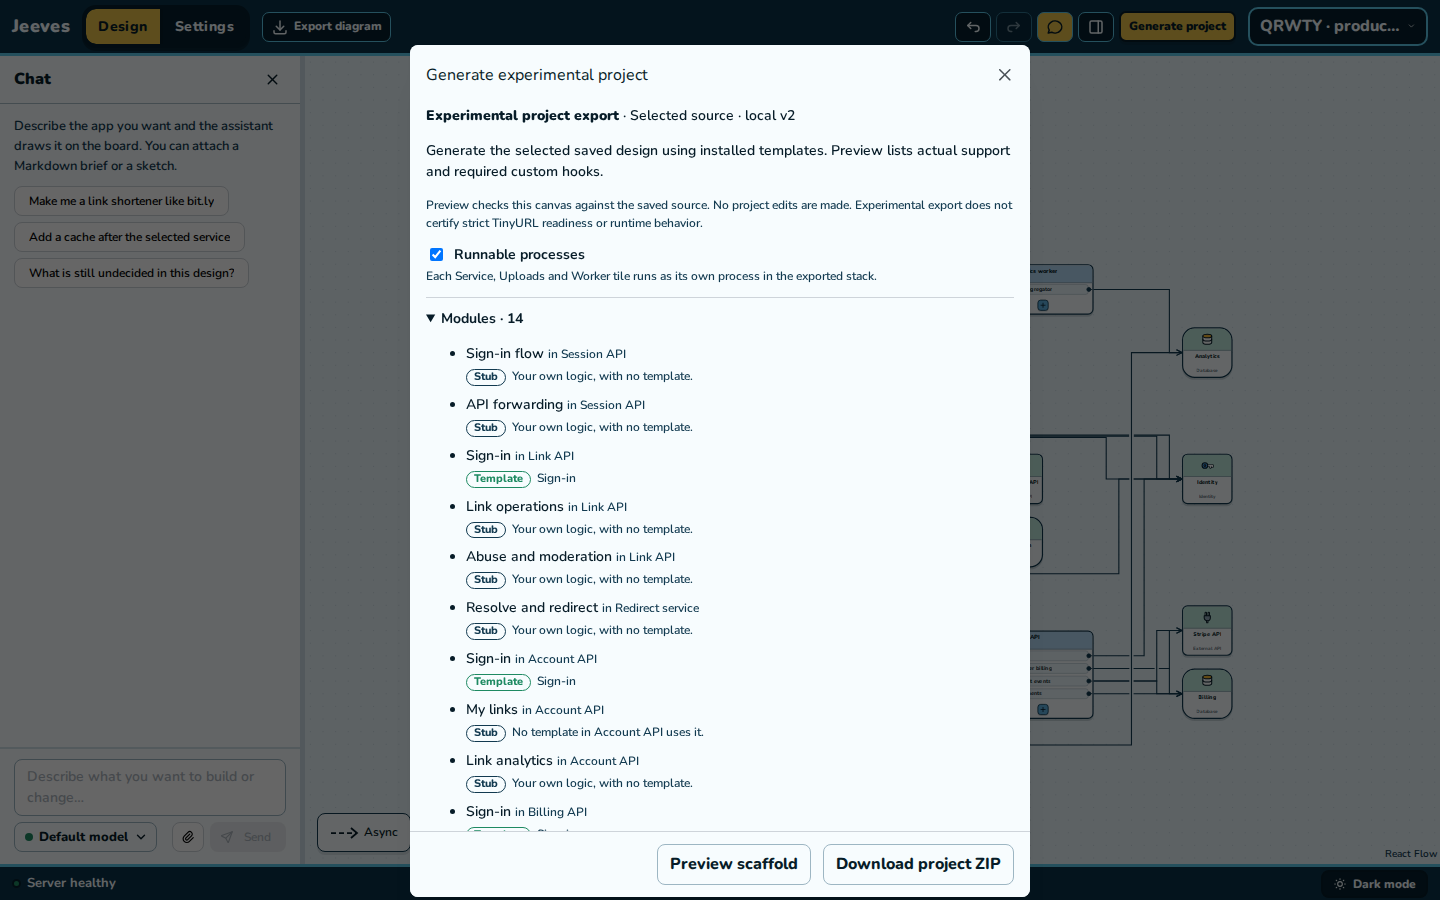 Jeeves
Design
Settings
Export diagram
Generate project
QRWTY · produc...
Chat
Describe the app you want and the assistant
draws it on the board. You can attach a
Markdown brief or a sketch.
Make me a link shortener like bit.ly
Add a cache after the selected service
What is still undecided in this design?
Describe what you want to build or
change...
Default model
Send
Async
Server healthy
Generate experimental project
Experimental project export · Selected source · local v2
Generate the selected saved design using installed templates. Preview lists actual support
and required custom hooks.
Preview checks this canvas against the saved source. No project edits are made. Experimental export does not
certify strict TinyURL readiness or runtime behavior.
Runnable processes
Each Service, Uploads and Worker tile runs as its own process in the exported stack.
Modules · 14
Sign-in flow in Session API
Stub Your own logic, with no template.
API forwarding in Session API
Stub Your own logic, with no template.
Sign-in in Link API
Template Sign-in
Link operations in Link API
Stub Your own logic, with no template.
Abuse and moderation in Link API
Stub Your own logic, with no template.
Resolve and redirect in Redirect service
Stub Your own logic, with no template.
Sign-in in Account API
Template Sign-in
My links in Account API
Stub No template in Account API uses it.
Link analytics in Account API
Stub Your own logic, with no template.
Sign-in in Billing API
Preview scaffold
Download project ZIP
worker
Analytics
Database
API
Identity
Identity
Stripe API
External API
API
billing
events
Billing
Database
React Flow
Dark mode